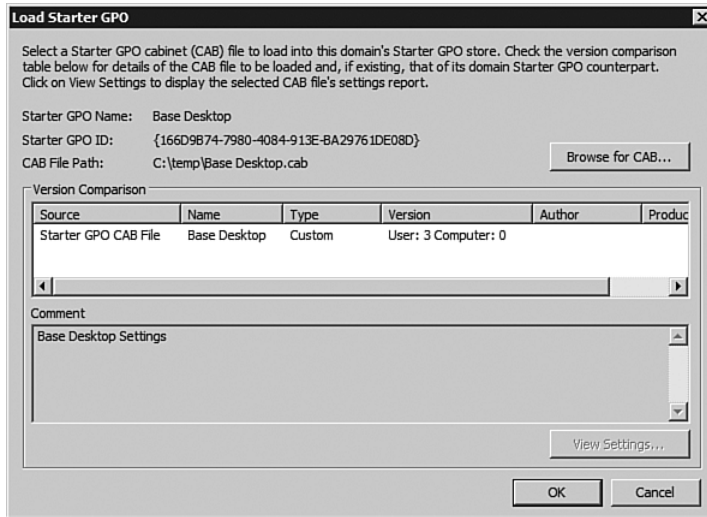 Load Starter GPO
Select a Starter GPO cabinet (CAB) file to load into this domain's Starter GPO store. Check the version comparison
table below for details of the CAB file to be loaded and, if existing, that of its domain Starter GPO counterpart.
Click on View Settings to display the selected CAB file's settings report.
Starter GPO Name: Base Desktop
Starter GPO ID: {166D9B74-7980-4084-913E-BA29761DE08D}
CAB File Path: C:\temp\Base Desktop.cab
Browse for CAB...
Version Comparison
Source Name Type Version Author Produc
Starter GPO CAB File Base Desktop Custom User: 3 Computer: 0
Comment
Base Desktop Settings
View Settings...
OK Cancel